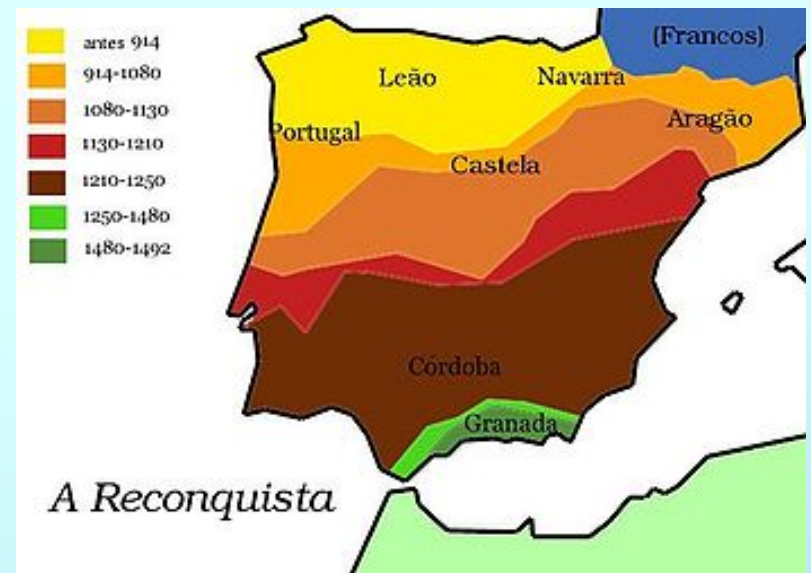 antes 914
914-1080
1080-1130
1130-1210
1210-1250
1250-1480
1480-1492
(Francos)
Leão
Navarra
Portugal
Aragão
Castela
Córdoba
Granada
A Reconquista